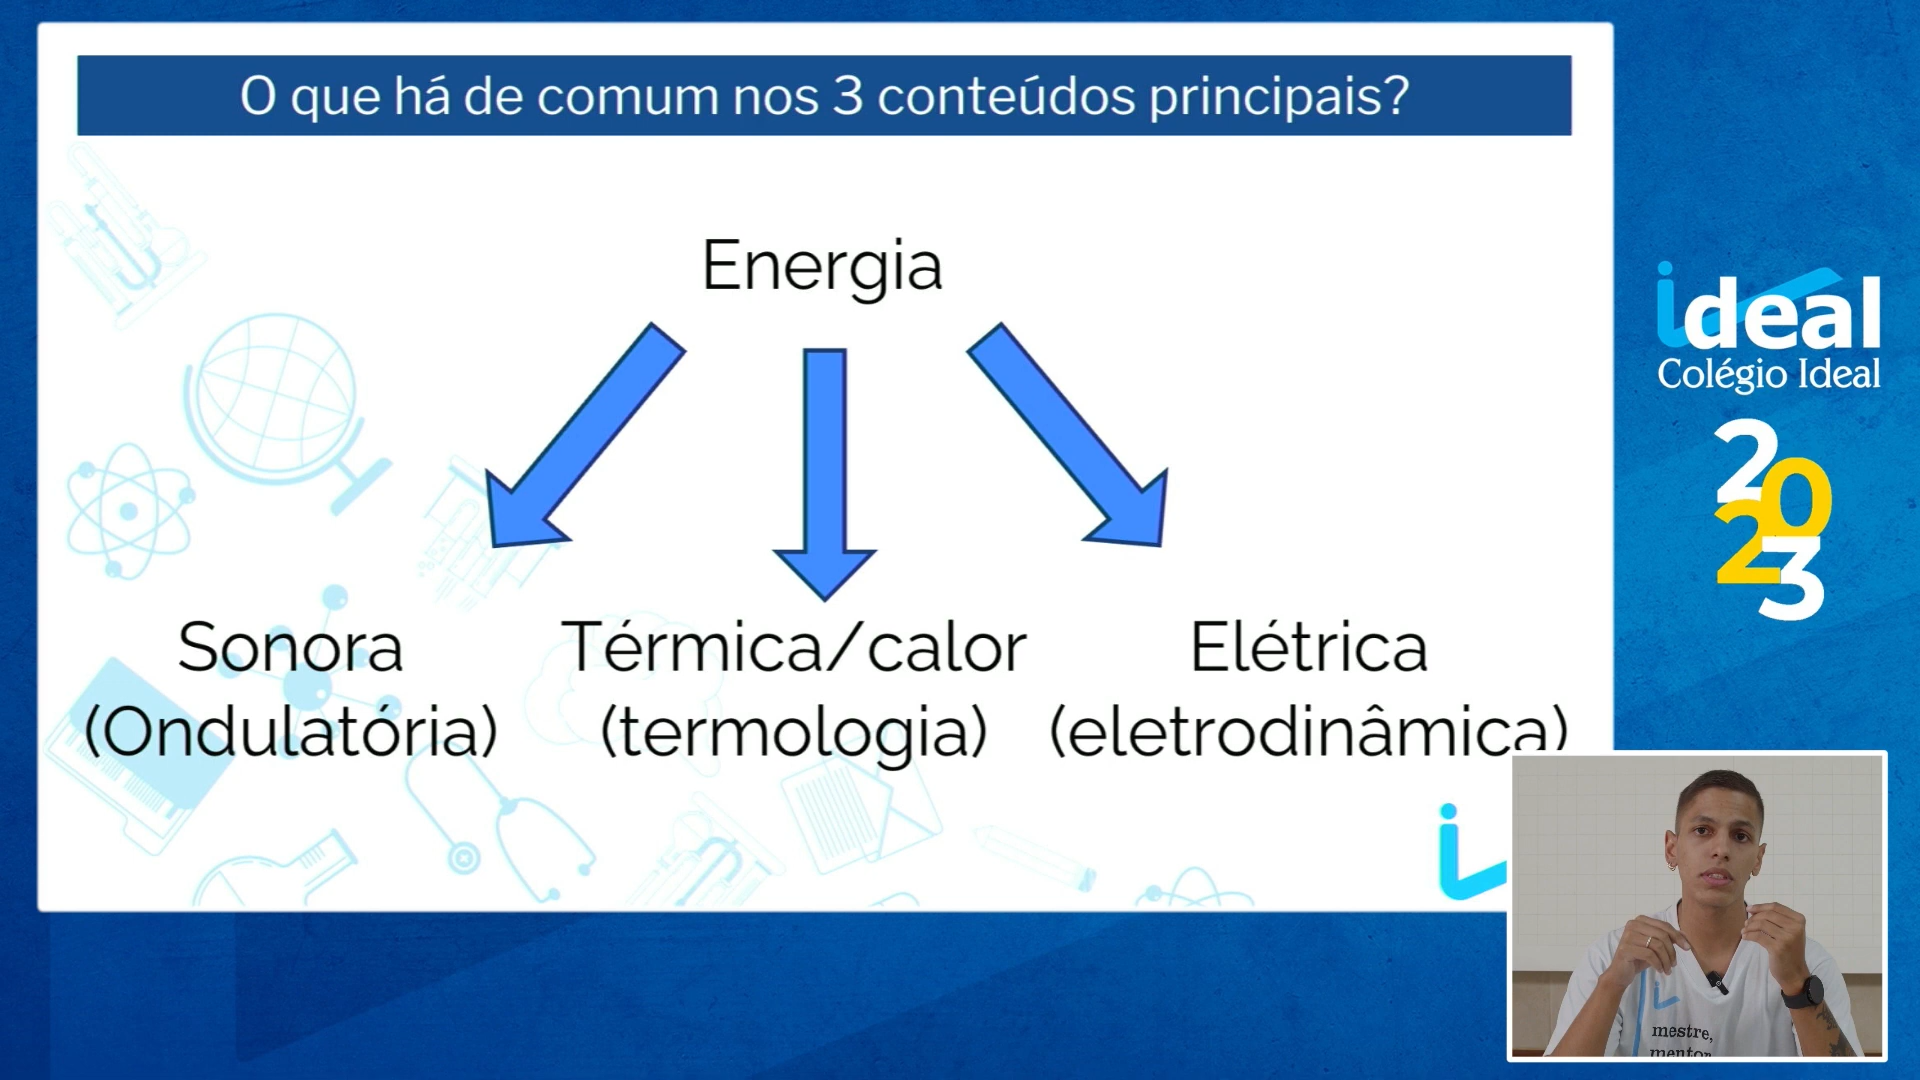 O que há de comum nos 3 conteúdos principais?
Energia
Sonora
(Ondulatória)
Térmica/calor
(termologia)
Elétrica
(eletrodinâmica)
ideal
Colégio Ideal
2023
mestre,
mentor